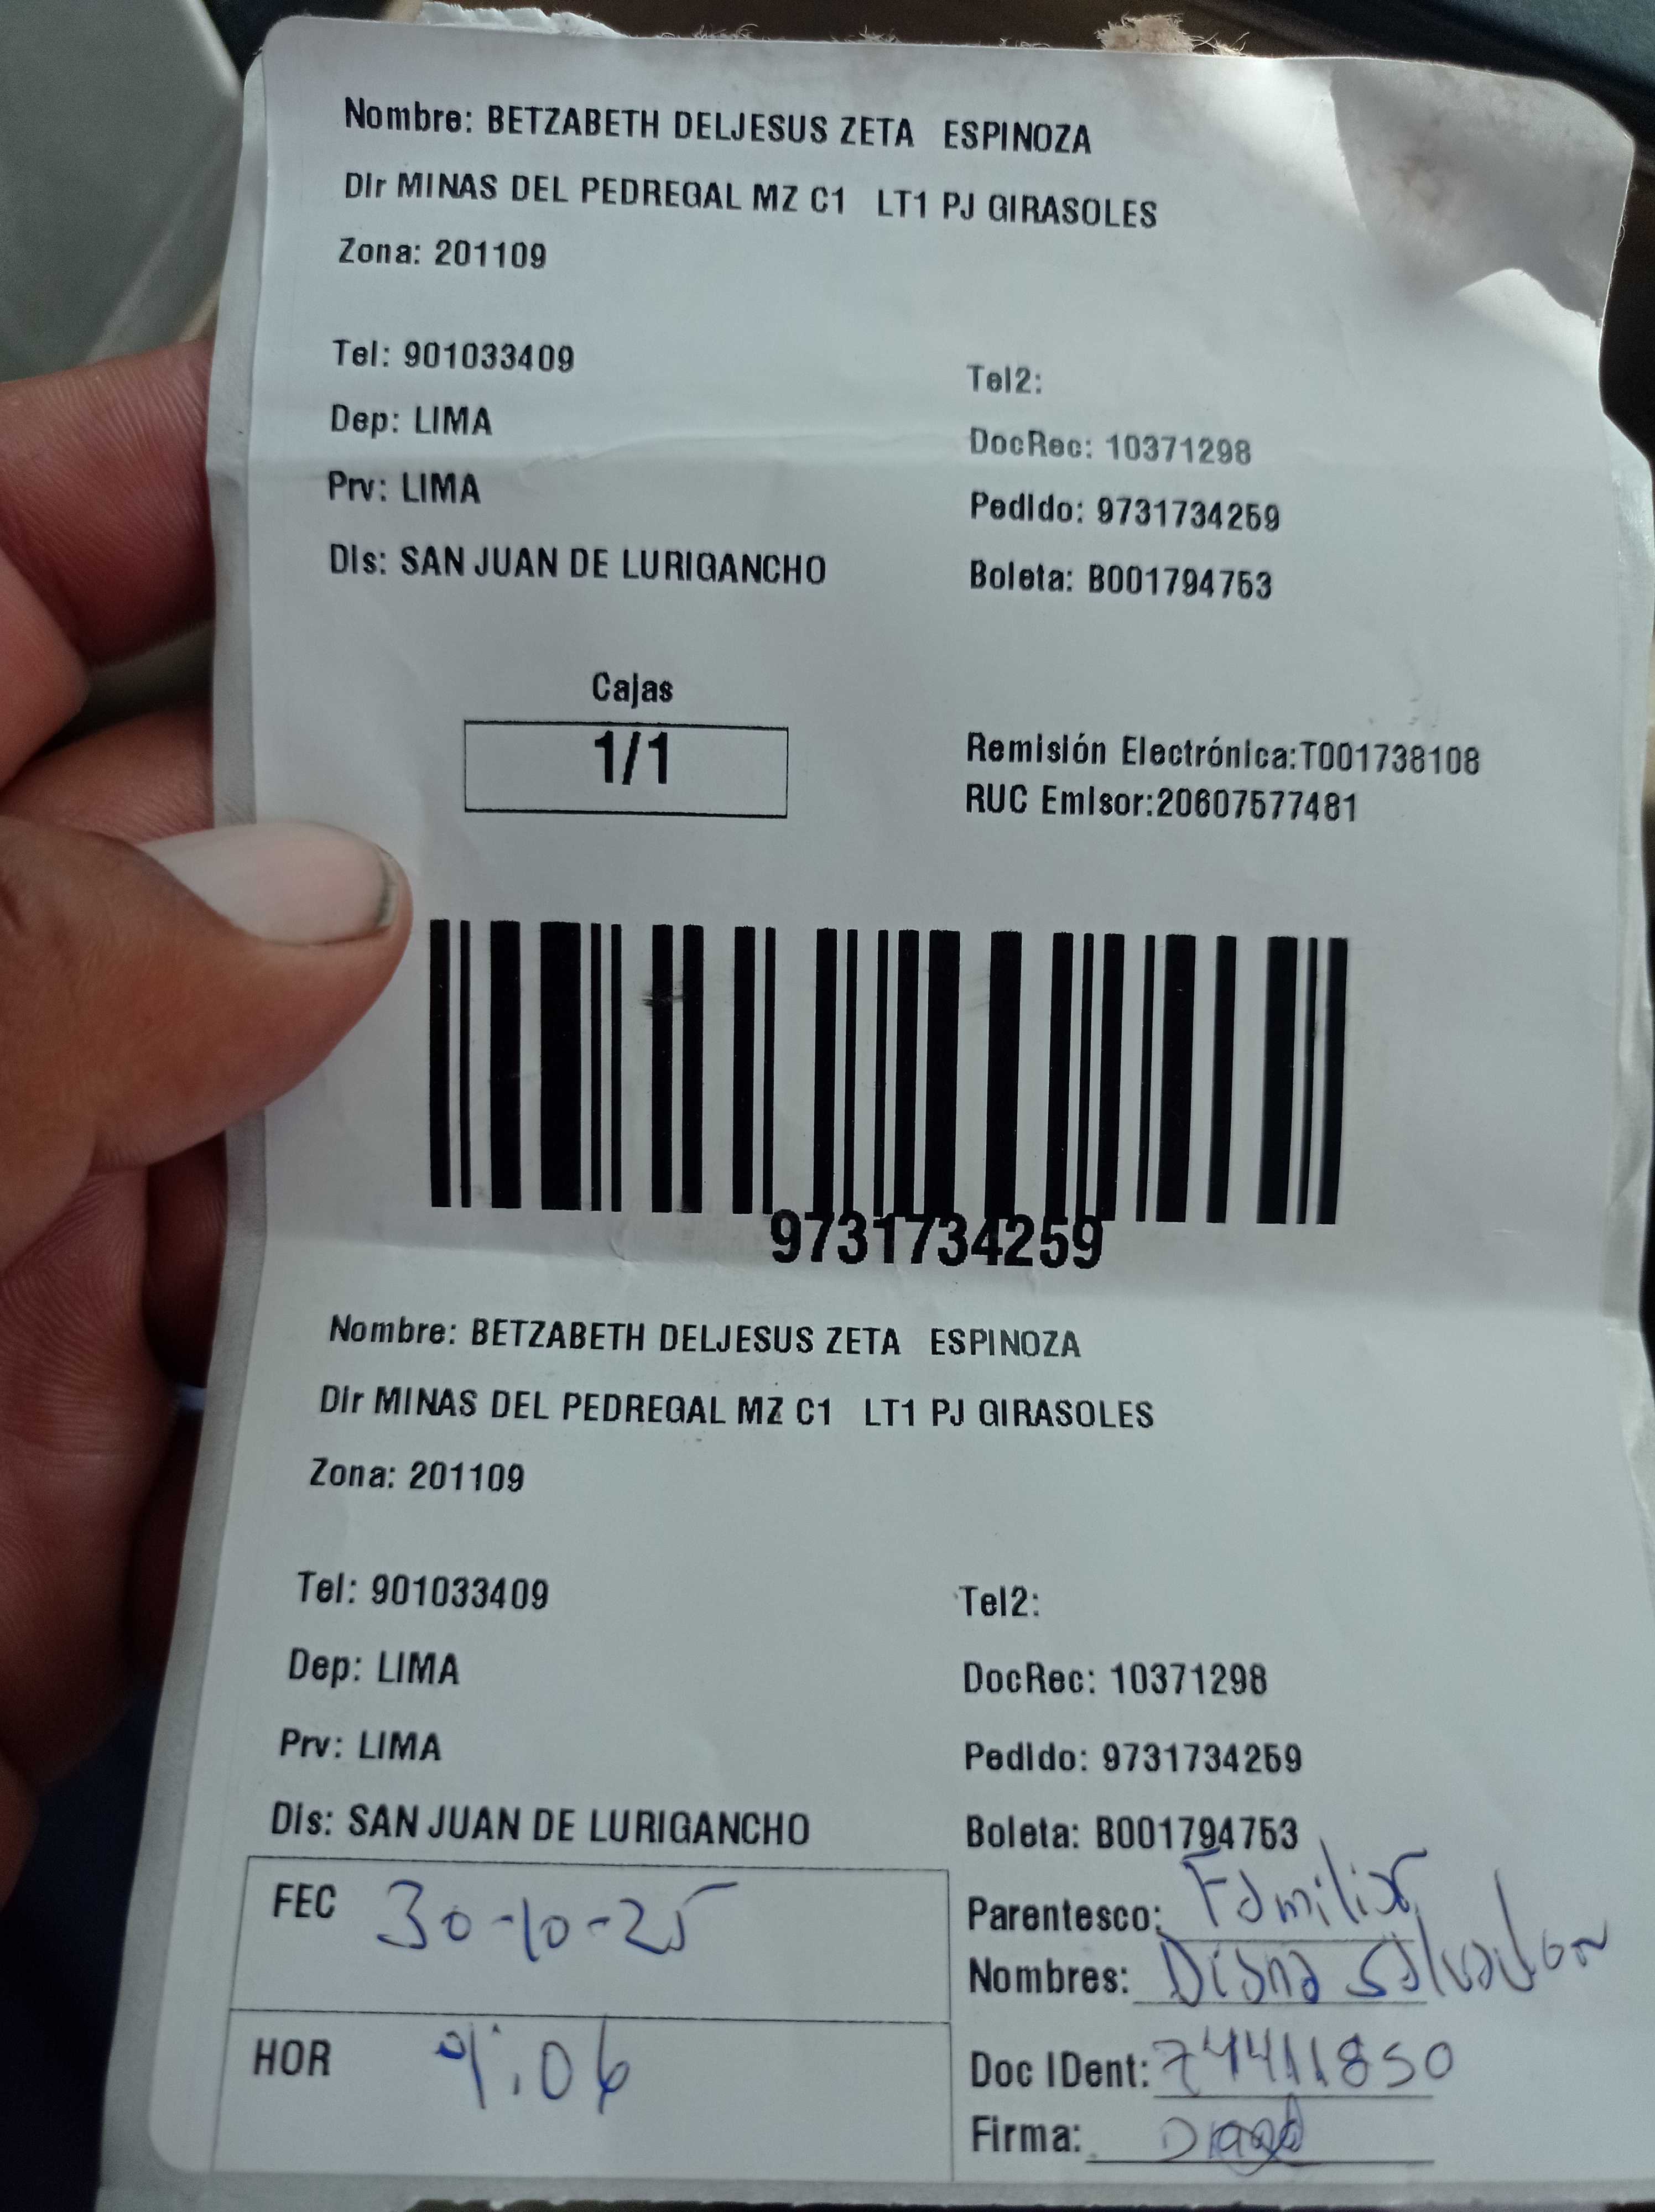 Nombre: BETZABETH DELJESUS ZETA ESPINOZA
Dir MINAS DEL PEDREGAL MZ C1 LT1 PJ GIRASOLES
Zona: 201109
Tel: 901033409
Tel2:
Dep: LIMA
DocRec: 10371298
Prv: LIMA
Pedido: 9731734259
Dis: SAN JUAN DE LURIGANCHO
Boleta: B001794753
Cajas
1/1
Remisión Electrónica:T001738108
RUC Emisor:20607577481
9731734259
Nombre: BETZABETH DELJESUS ZETA ESPINOZA
Dir MINAS DEL PEDREGAL MZ C1 LT1 PJ GIRASOLES
Zona: 201109
Tel: 901033409
Tel2:
Dep: LIMA
DocRec: 10371298
Prv: LIMA
Pedido: 9731734259
Dis: SAN JUAN DE LURIGANCHO
Boleta: B001794753
FEC 30-10-25
Parentesco: Familiar
Nombres: Diana Salvador
HOR 9:06
Doc IDent: 74411850
Firma: